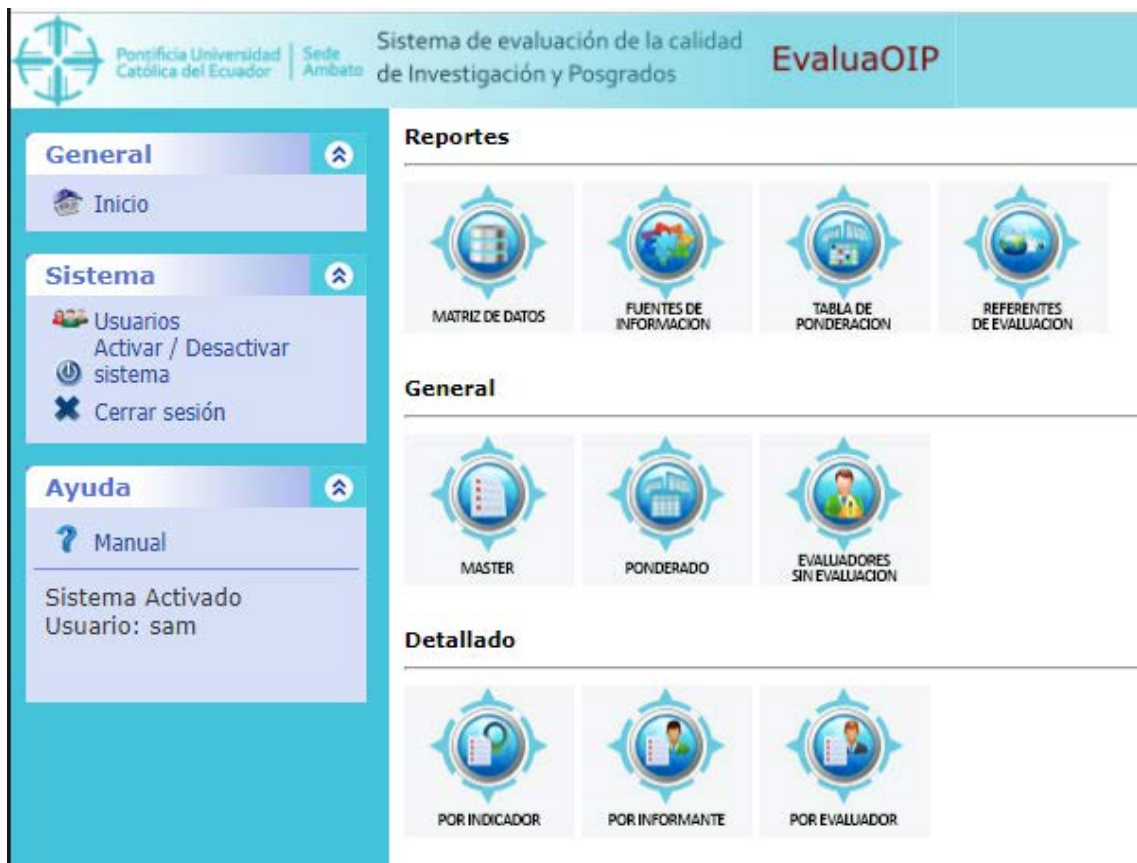 Pontificia Universidad
Católica del Ecuador
Sede
Ambato
Sistema de evaluación de la calidad
de Investigación y Posgrados
EvaluaOIP
General
Inicio
Sistema
Usuarios
Activar / Desactivar
sistema
Cerrar sesión
Ayuda
Manual
Sistema Activado
Usuario: sam
Reportes
MATRIZ DE DATOS
FUENTES DE
INFORMACION
TABLA DE
PONDERACION
REFERENTES
DE EVALUACION
General
MASTER
PONDERADO
EVALUADORES
SIN EVALUACION
Detallado
POR INDICADOR
POR INFORMANTE
POR EVALUADOR